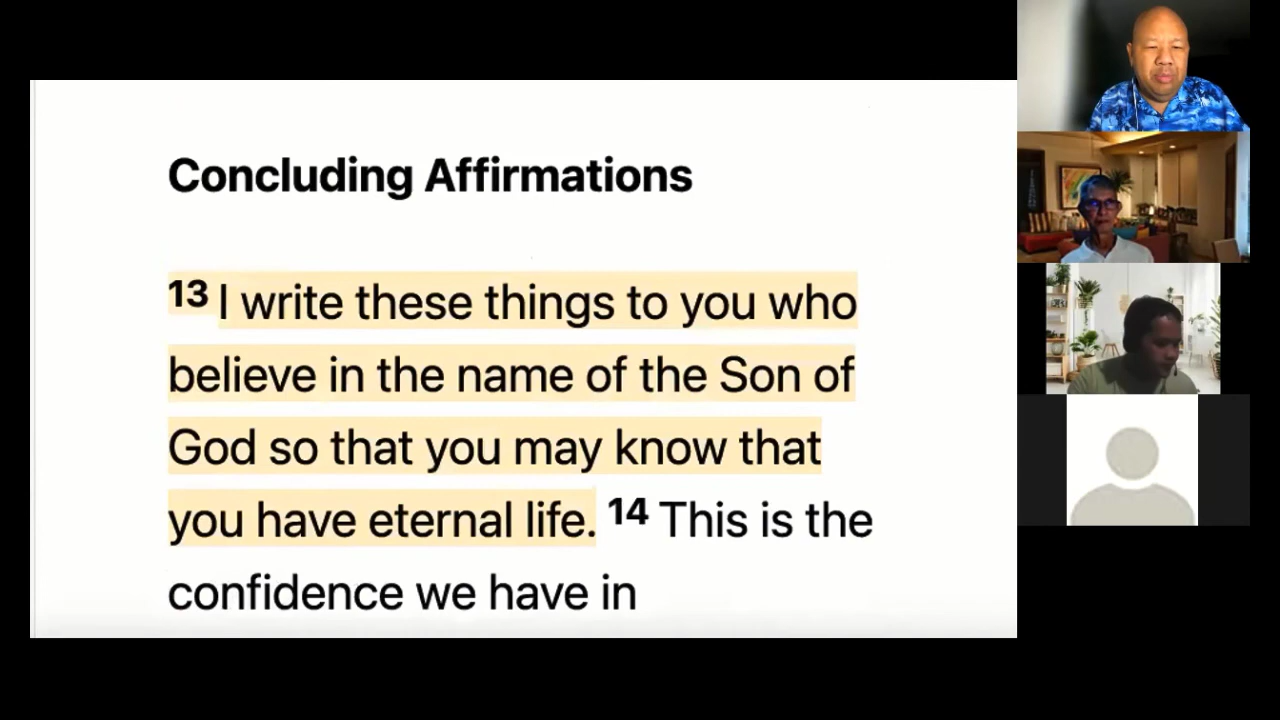 Concluding Affirmations
13 I write these things to you who
believe in the name of the Son of
God so that you may know that
you have eternal life. 14 This is the
confidence we have in